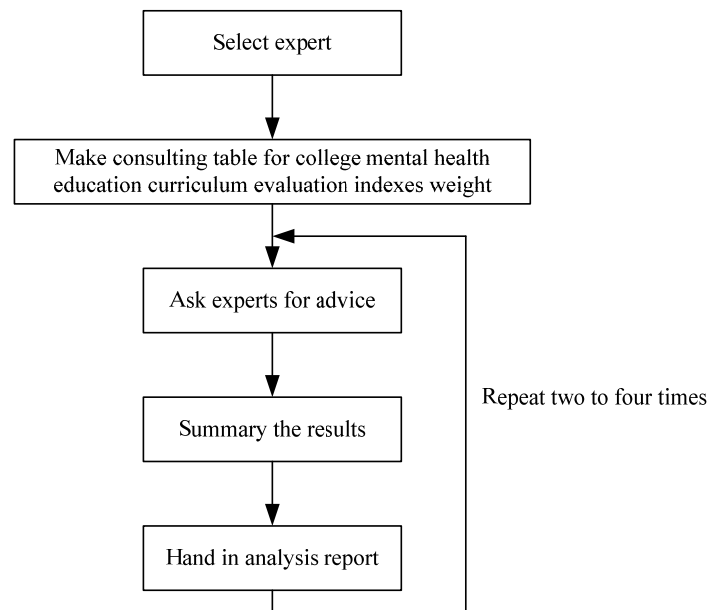 Select expert
Make consulting table for college mental health
education curriculum evaluation indexes weight
Ask experts for advice
Repeat two to four times
Summary the results
Hand in analysis report